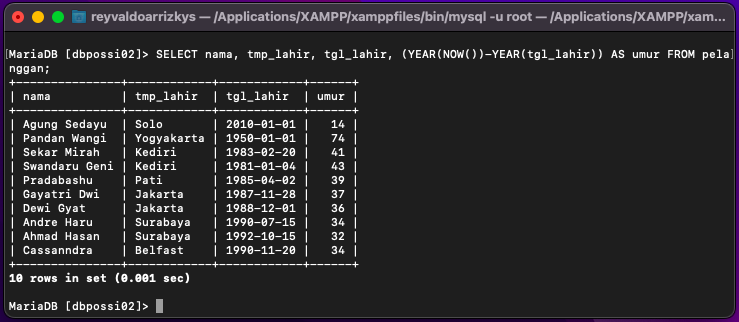 reyvaldoarrizkys — /Applications/XAMPP/xamppfiles/bin/mysql -u root — /Applications/XAMPP/xam...
[MariaDB [dbpossi02]> SELECT nama, tmp_lahir, tgl_lahir, (YEAR(NOW())-YEAR(tgl_lahir)) AS umur FROM pela]
nggan;
+---------------+------------+------------+------+
| nama          | tmp_lahir  | tgl_lahir  | umur |
+---------------+------------+------------+------+
| Agung Sedayu  | Solo       | 2010-01-01 |   14 |
| Pandan Wangi  | Yogyakarta | 1950-01-01 |   74 |
| Sekar Mirah   | Kediri     | 1983-02-20 |   41 |
| Swandaru Geni | Kediri     | 1981-01-04 |   43 |
| Pradabashu    | Pati       | 1985-04-02 |   39 |
| Gayatri Dwi   | Jakarta    | 1987-11-28 |   37 |
| Dewi Gyat     | Jakarta    | 1988-12-01 |   36 |
| Andre Haru    | Surabaya   | 1990-07-15 |   34 |
| Ahmad Hasan   | Surabaya   | 1992-10-15 |   32 |
| Cassanndra    | Belfast    | 1990-11-20 |   34 |
+---------------+------------+------------+------+
10 rows in set (0.001 sec)
MariaDB [dbpossi02]>